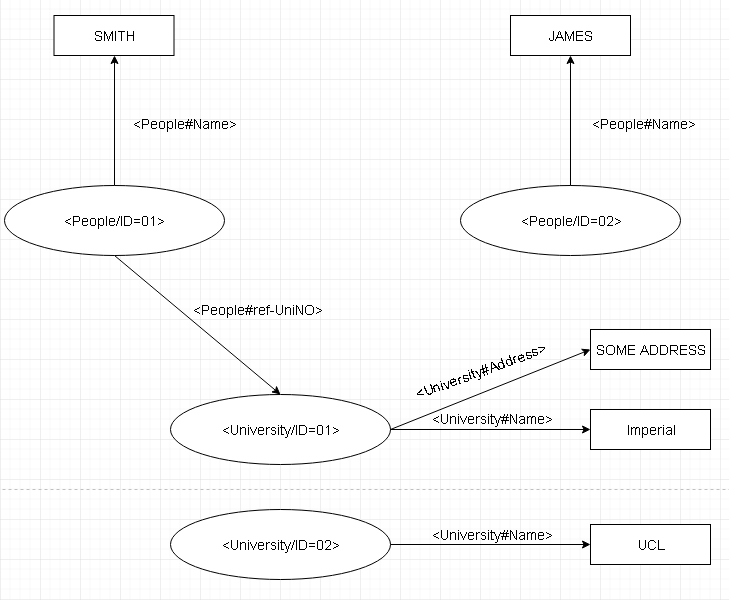 SMITH
JAMES
<People#Name>
<People#Name>
<People/ID=01>
<People/ID=02>
<People#ref-UniNO>
<University#Address>
SOME ADDRESS
<University/ID=01>
<University#Name>
Imperial
<University/ID=02>
<University#Name>
UCL